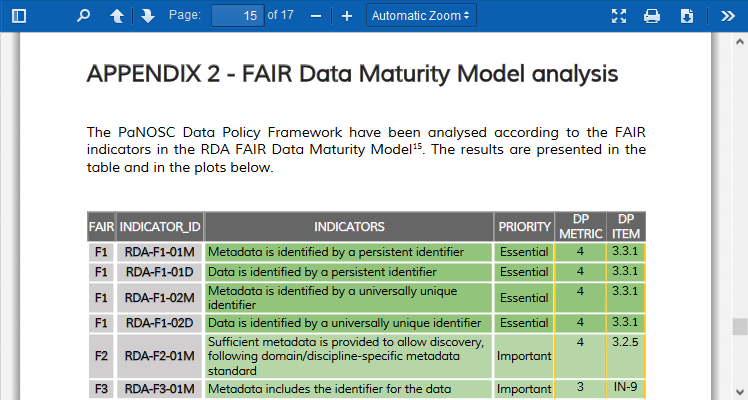 Page: 15 of 17 Automatic Zoom
APPENDIX 2 - FAIR Data Maturity Model analysis
The PaNOSC Data Policy Framework have been analysed according to the FAIR
indicators in the RDA FAIR Data Maturity Model¹⁵. The results are presented in the
table and in the plots below.
FAIR INDICATOR_ID INDICATORS PRIORITY DP METRIC DP ITEM
F1 RDA-F1-01M Metadata is identified by a persistent identifier Essential 4 3.3.1
F1 RDA-F1-01D Data is identified by a persistent identifier Essential 4 3.3.1
F1 RDA-F1-02M Metadata is identified by a universally unique
identifier Essential 4 3.3.1
F1 RDA-F1-02D Data is identified by a universally unique identifier Essential 4 3.3.1
F2 RDA-F2-01M Sufficient metadata is provided to allow discovery,
following domain/discipline-specific metadata
standard Important 4 3.2.5
F3 RDA-F3-01M Metadata includes the identifier for the data Important 3 IN-9